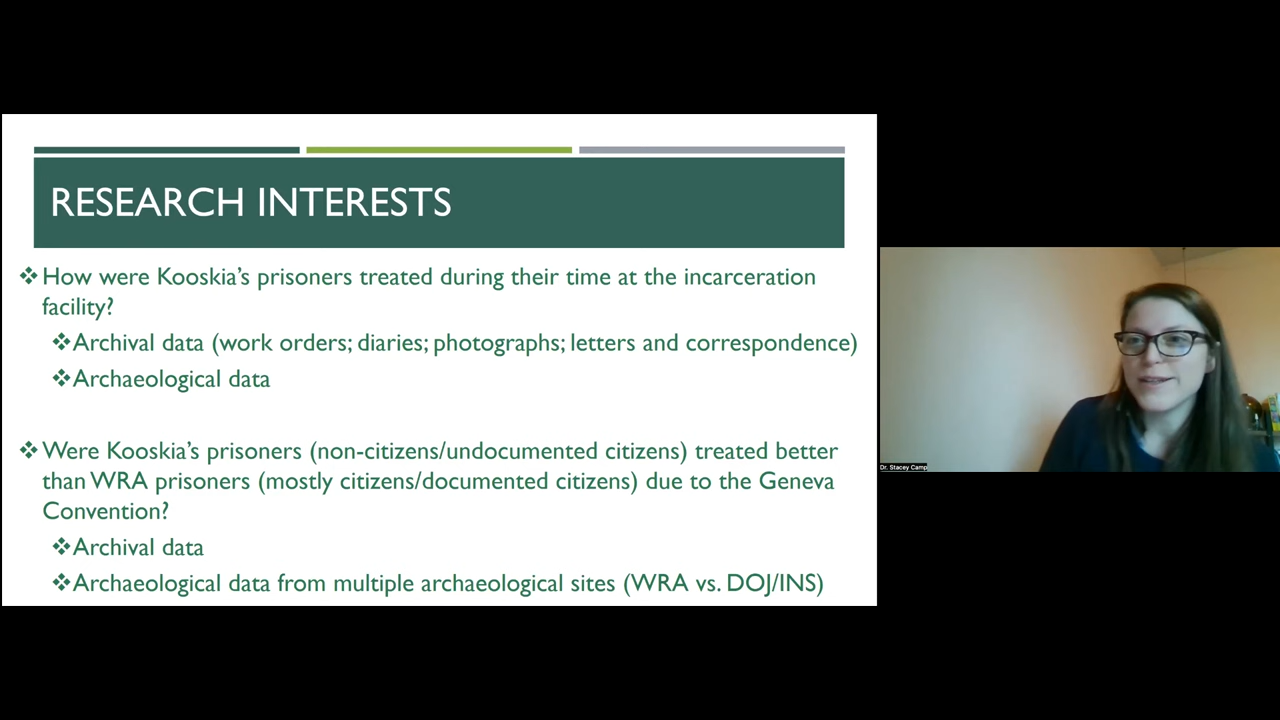 RESEARCH INTERESTS
❖How were Kooskia's prisoners treated during their time at the incarceration
facility?
❖Archival data (work orders; diaries; photographs; letters and correspondence)
❖Archaeological data
❖Were Kooskia's prisoners (non-citizens/undocumented citizens) treated better
than WRA prisoners (mostly citizens/documented citizens) due to the Geneva
Convention?
❖Archival data
❖Archaeological data from multiple archaeological sites (WRA vs. DOJ/INS)
Dr. Stacey Camp